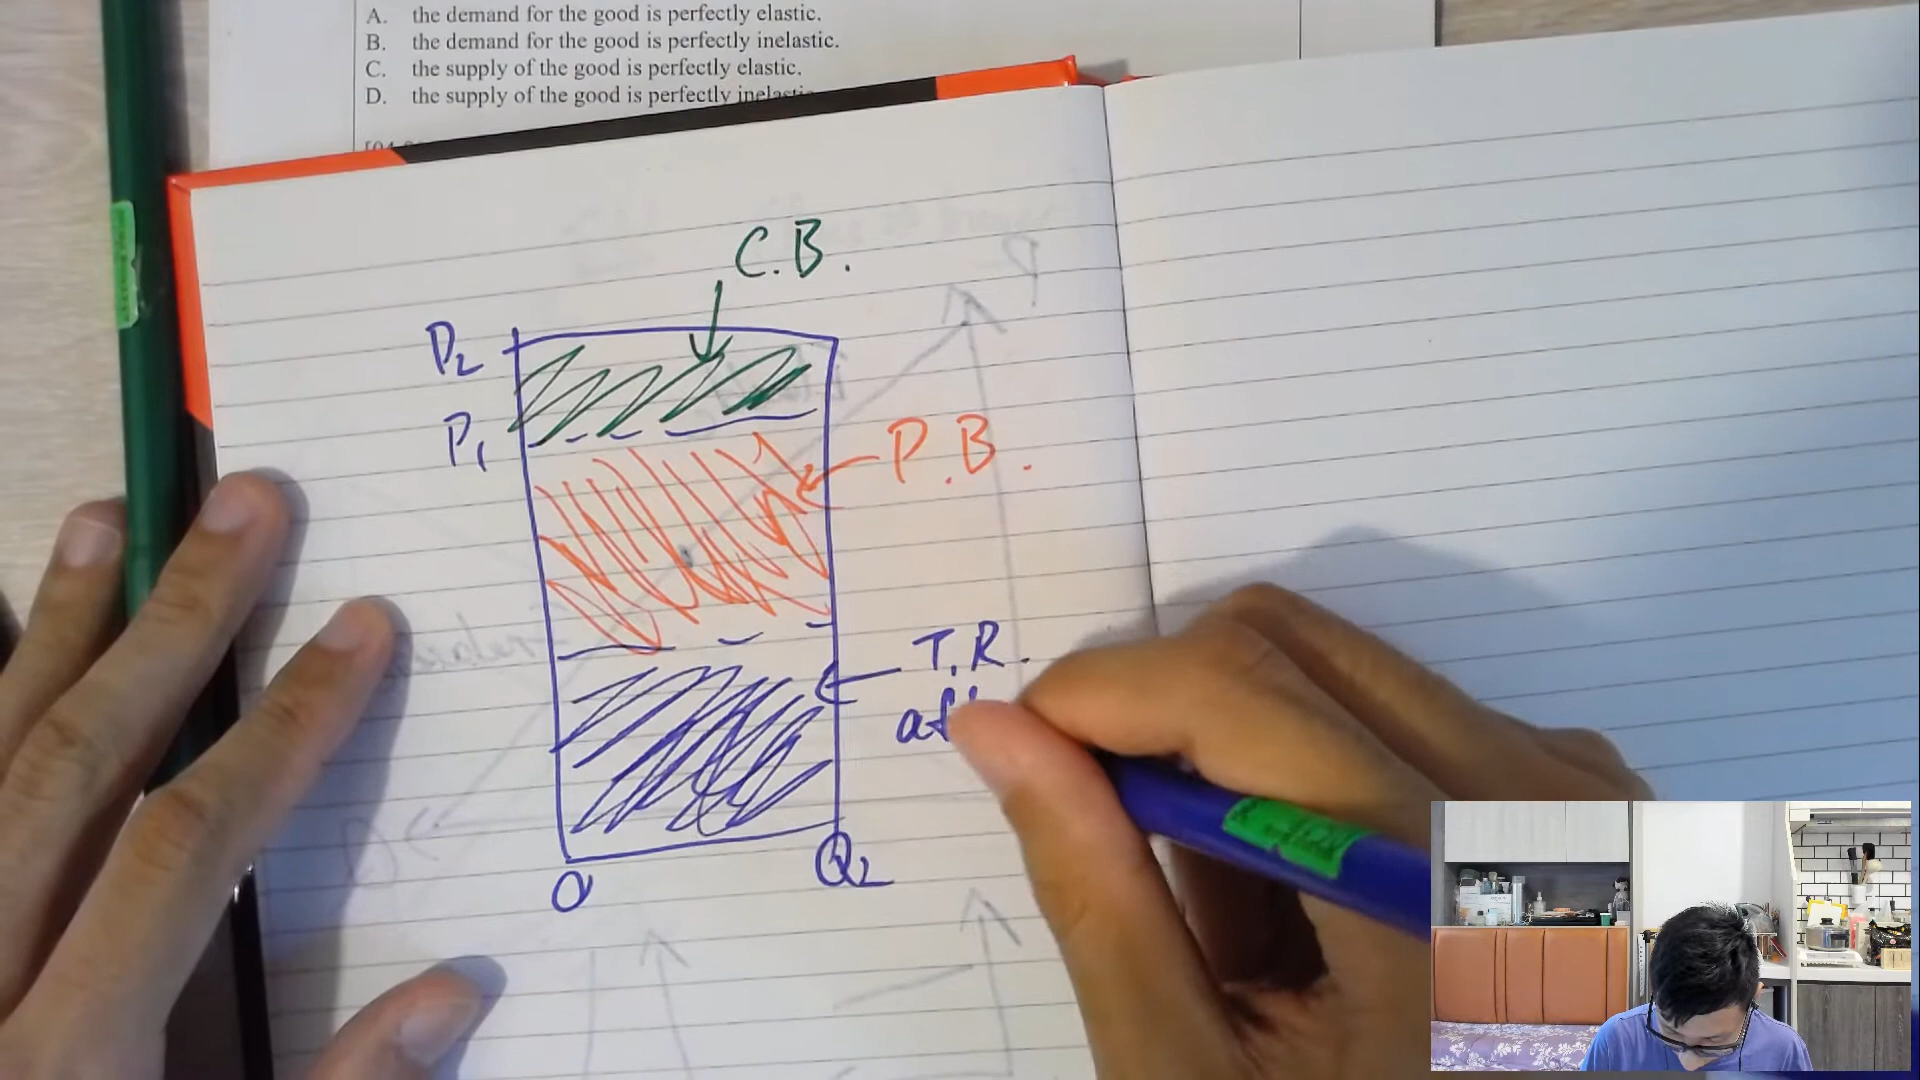 A. the demand for the good is perfectly elastic.
B. the demand for the good is perfectly inelastic.
C. the supply of the good is perfectly elastic.
D. the supply of the good is perfectly inelastic
C.B.
P2
P1
P.B.
T.R.
O
Q2